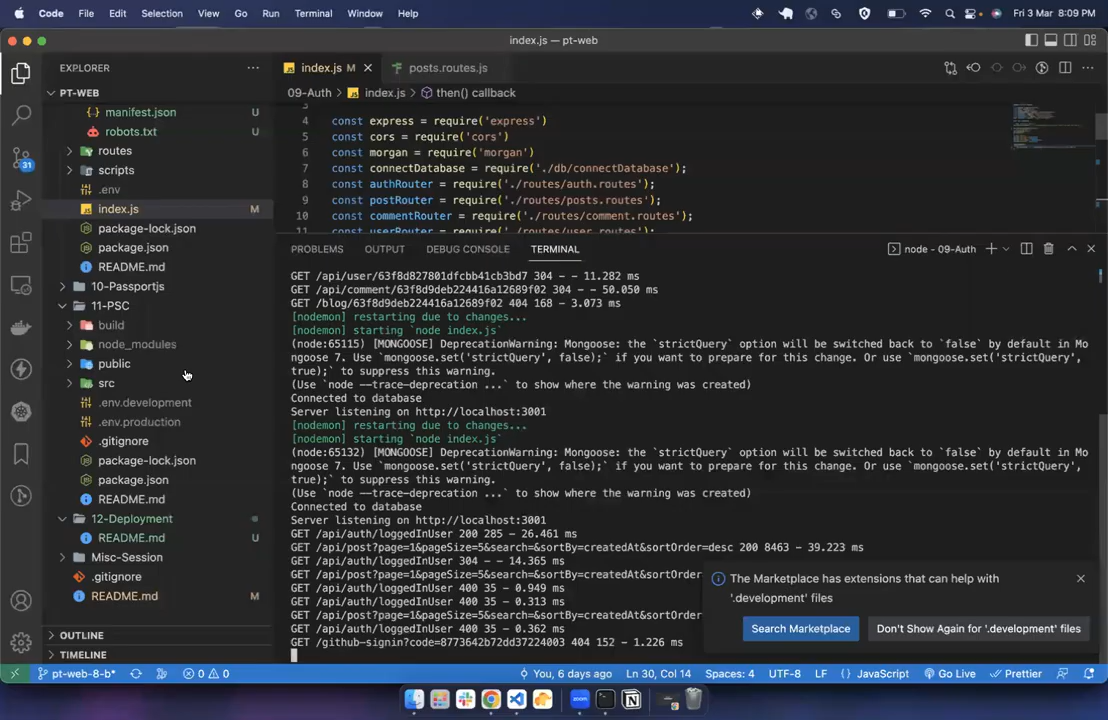 Code File Edit Selection View Go Run Terminal Window Help Fri 3 Mar 8:09 PM
index.js — pt-web
EXPLORER
index.js M
posts.routes.js
PT-WEB
09-Auth > index.js > then() callback
manifest.json U
robots.txt U
routes
scripts
.env
index.js M
package-lock.json
package.json
README.md
10-Passportjs
11-PSC
build
node_modules
public
src
.env.development
.env.production
.gitignore
package-lock.json
package.json
README.md
12-Deployment
README.md U
Misc-Session
.gitignore
README.md M
OUTLINE
TIMELINE
31
3
4 const express = require('express')
5 const cors = require('cors')
6 const morgan = require('morgan')
7 const connectDatabase = require('./db/connectDatabase');
8 const authRouter = require('./routes/auth.routes');
9 const postRouter = require('./routes/posts.routes');
10 const commentRouter = require('./routes/comment.routes');
11 const userRouter = require('./routes/user.routes');
PROBLEMS OUTPUT DEBUG CONSOLE TERMINAL node - 09-Auth
GET /api/user/63f8d827801dfcbb41cb3bd7 304 - - 11.282 ms
GET /api/comment/63f8d9deb224416a12689f02 304 - - 50.050 ms
GET /blog/63f8d9deb224416a12689f02 404 168 - 3.073 ms
[nodemon] restarting due to changes...
[nodemon] starting `node index.js`
(node:65115) [MONGOOSE] DeprecationWarning: Mongoose: the `strictQuery` option will be switched back to `false` by default in Mo
ngoose 7. Use `mongoose.set('strictQuery', false);` if you want to prepare for this change. Or use `mongoose.set('strictQuery',
true);` to suppress this warning.
(Use `node --trace-deprecation ...` to show where the warning was created)
Connected to database
Server listening on http://localhost:3001
[nodemon] restarting due to changes...
[nodemon] starting `node index.js`
(node:65132) [MONGOOSE] DeprecationWarning: Mongoose: the `strictQuery` option will be switched back to `false` by default in Mo
ngoose 7. Use `mongoose.set('strictQuery', false);` if you want to prepare for this change. Or use `mongoose.set('strictQuery',
true);` to suppress this warning.
(Use `node --trace-deprecation ...` to show where the warning was created)
Connected to database
Server listening on http://localhost:3001
GET /api/auth/loggedInUser 200 285 - 26.461 ms
GET /api/post?page=1&pageSize=5&search=&sortBy=createdAt&sortOrder=desc 200 8463 - 39.223 ms
GET /api/auth/loggedInUser 304 - - 14.365 ms
GET /api/post?page=1&pageSize=5&search=&sortBy=createdAt&sortOrder
GET /api/auth/loggedInUser 400 35 - 0.949 ms
GET /api/auth/loggedInUser 400 35 - 0.313 ms
GET /api/post?page=1&pageSize=5&search=&sortBy=createdAt&sortOrder
GET /api/auth/loggedInUser 400 35 - 0.362 ms
GET /github-signin?code=8773642b72dd37224003 404 152 - 1.226 ms
The Marketplace has extensions that can help with
'.development' files
Search Marketplace
Don't Show Again for '.development' files
pt-web-8-b* 0 0 You, 6 days ago Ln 30, Col 14 Spaces: 4 UTF-8 LF JavaScript Go Live Prettier